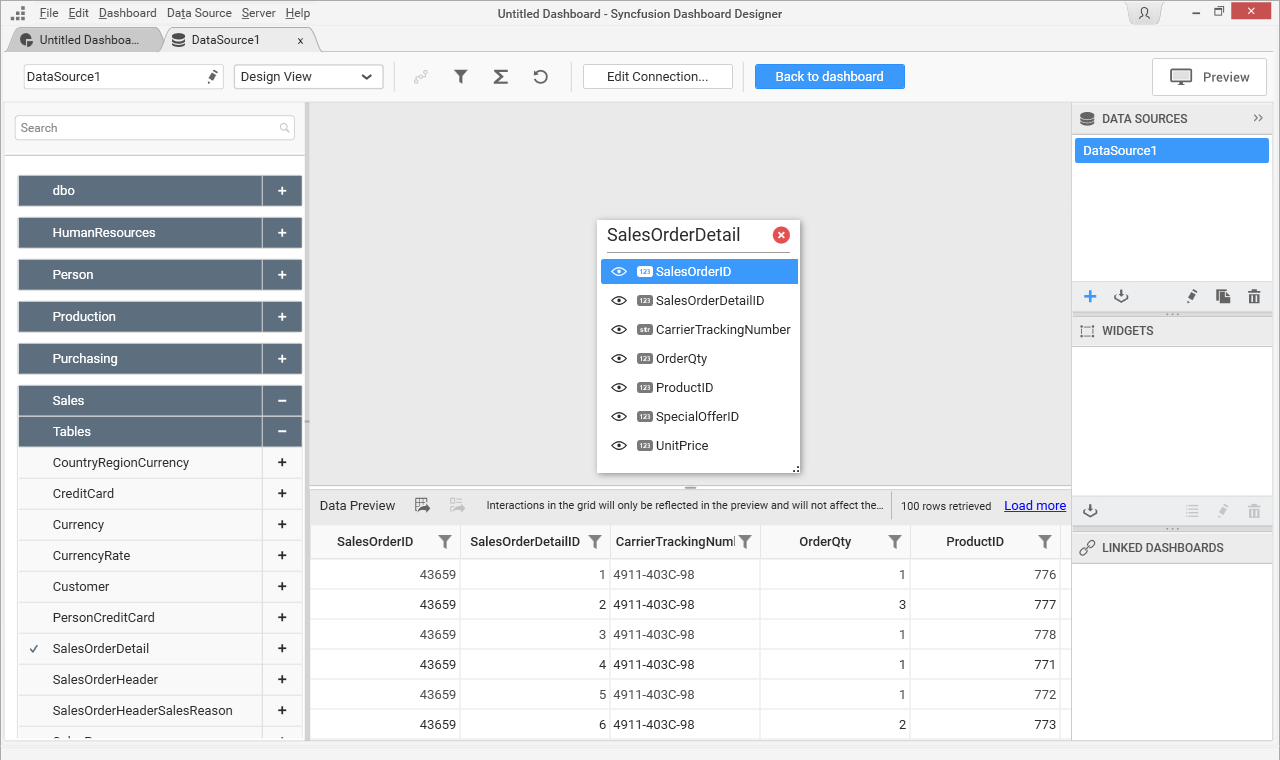 File Edit Dashboard Data Source Server Help
Untitled Dashboard - Syncfusion Dashboard Designer
Untitled Dashboa...
DataSource1 x
DataSource1
Design View
Edit Connection...
Back to dashboard
Preview
Search
dbo +
HumanResources +
Person +
Production +
Purchasing +
Sales −
Tables −
CountryRegionCurrency +
CreditCard +
Currency +
CurrencyRate +
Customer +
PersonCreditCard +
SalesOrderDetail +
SalesOrderHeader +
SalesOrderHeaderSalesReason +
SalesOrderDetail
123 SalesOrderID
123 SalesOrderDetailID
str CarrierTrackingNumber
123 OrderQty
123 ProductID
123 SpecialOfferID
123 UnitPrice
Data Preview
Interactions in the grid will only be reflected in the preview and will not affect the...
100 rows retrieved Load more
SalesOrderID SalesOrderDetailID CarrierTrackingNum OrderQty ProductID
43659 1 4911-403C-98 1 776
43659 2 4911-403C-98 3 777
43659 3 4911-403C-98 1 778
43659 4 4911-403C-98 1 771
43659 5 4911-403C-98 1 772
43659 6 4911-403C-98 2 773
DATA SOURCES
DataSource1
WIDGETS
LINKED DASHBOARDS